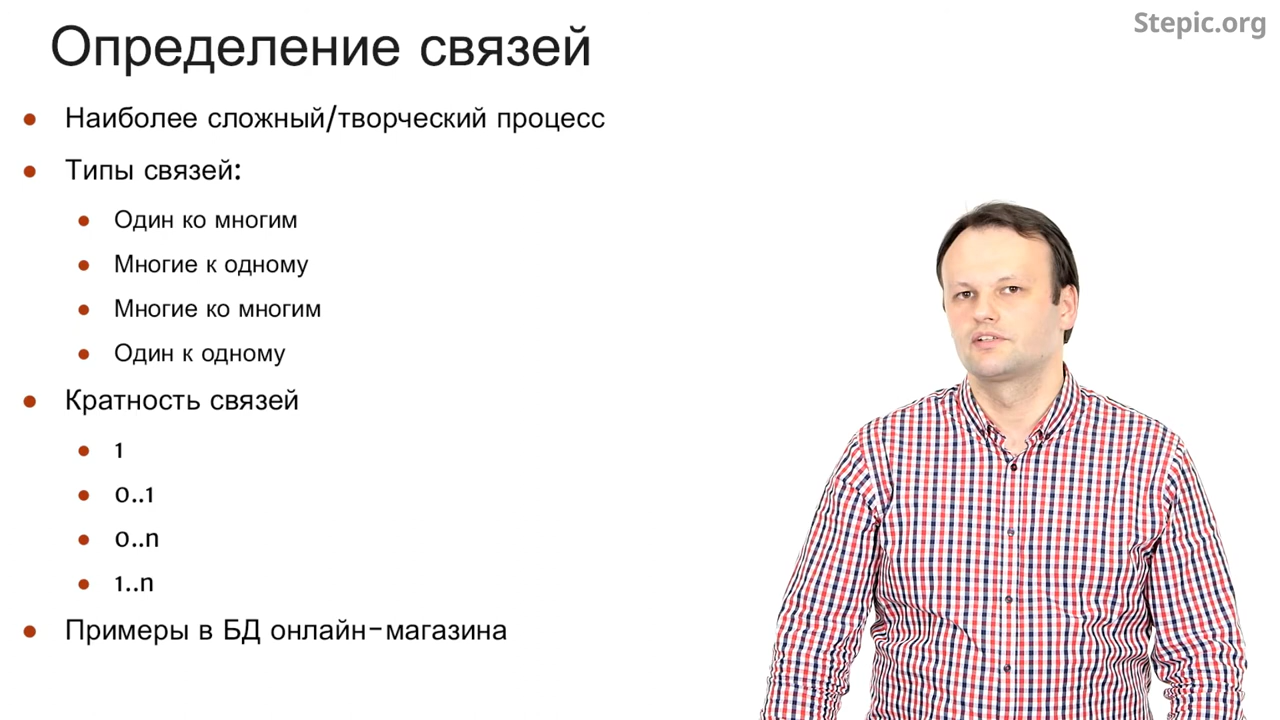 Stepic.org
Определение связей
Наиболее сложный/творческий процесс
Типы связей:
Один ко многим
Многие к одному
Многие ко многим
Один к одному
Кратность связей
1
0..1
0..n
1..n
Примеры в БД онлайн-магазина